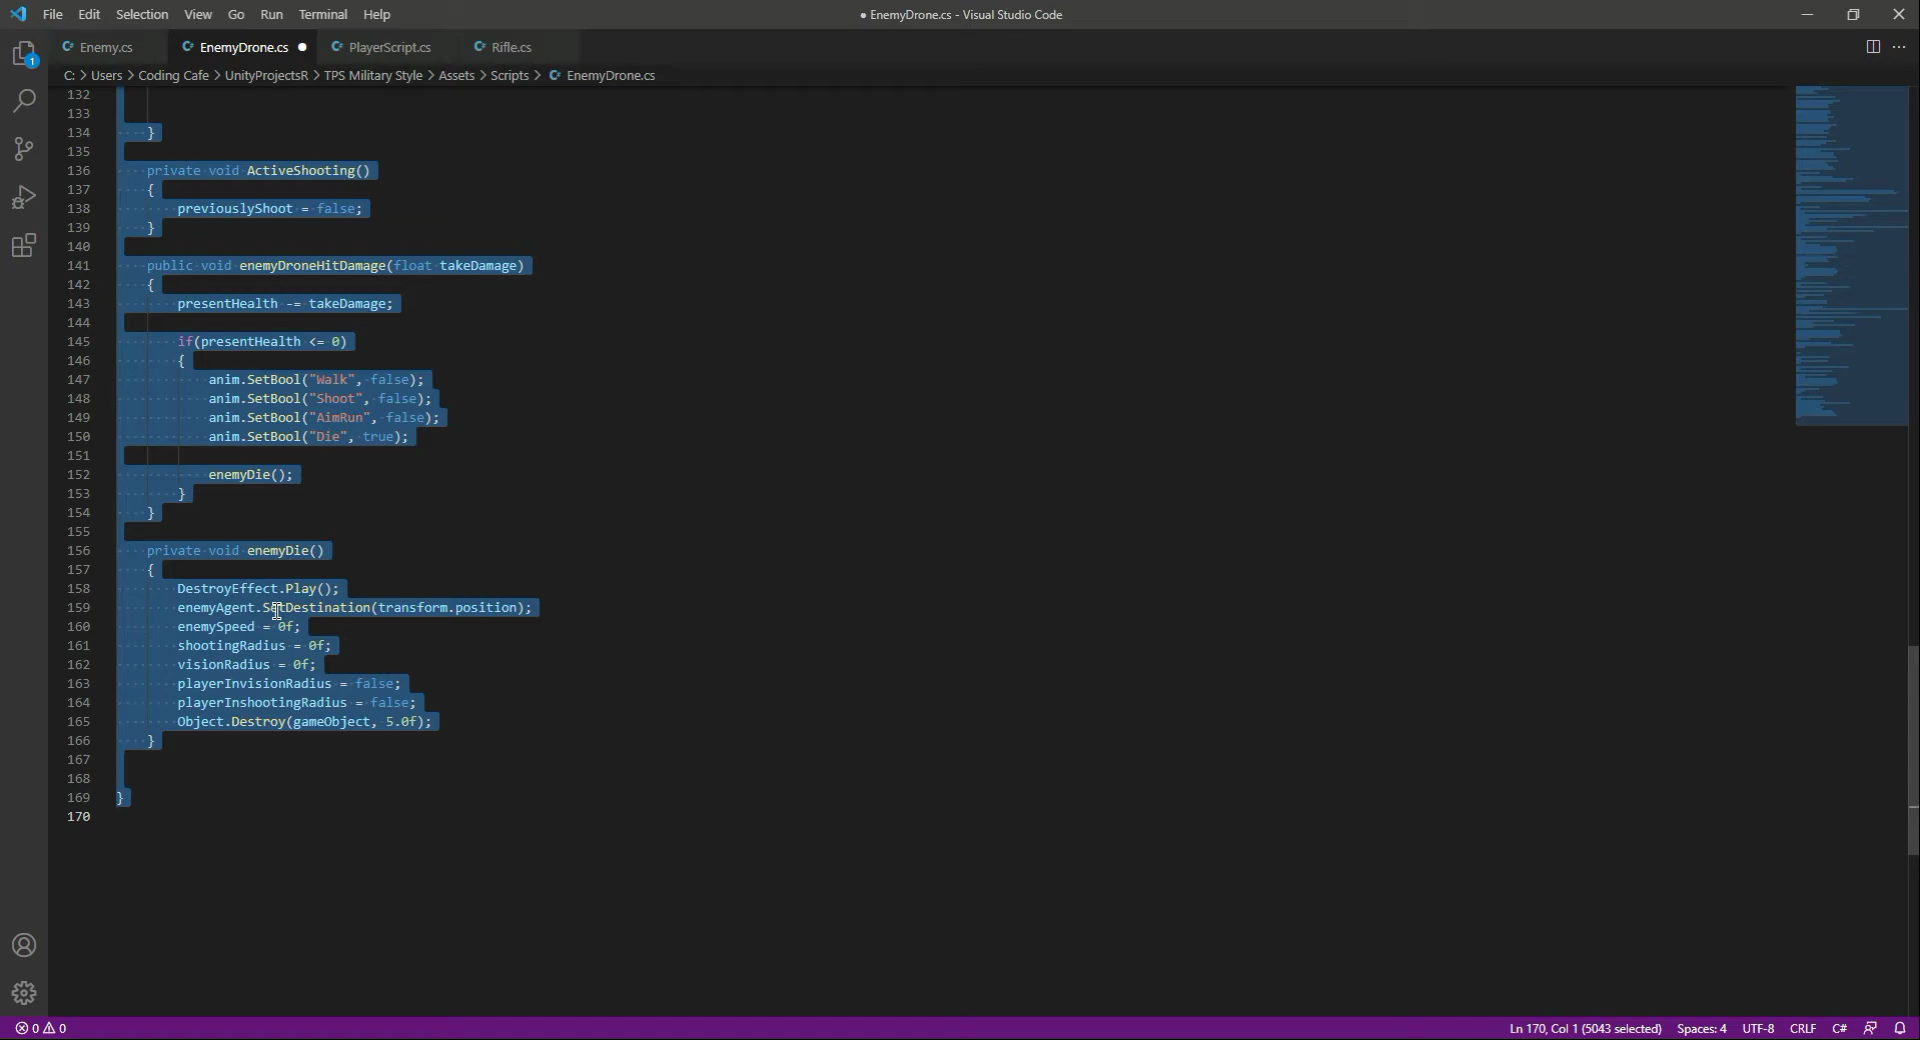 File Edit Selection View Go Run Terminal Help ● EnemyDrone.cs - Visual Studio Code
Enemy.cs EnemyDrone.cs ● PlayerScript.cs Rifle.cs
1
C: > Users > Coding Cafe > UnityProjectsR > TPS Military Style > Assets > Scripts > EnemyDrone.cs
132
133
134 }
135
136 private void ActiveShooting()
137 {
138 previouslyShoot = false;
139 }
140
141 public void enemyDroneHitDamage(float takeDamage)
142 {
143 presentHealth -= takeDamage;
144
145 if(presentHealth <= 0)
146 {
147 anim.SetBool("Walk", false);
148 anim.SetBool("Shoot", false);
149 anim.SetBool("AimRun", false);
150 anim.SetBool("Die", true);
151
152 enemyDie();
153 }
154 }
155
156 private void enemyDie()
157 {
158 DestroyEffect.Play();
159 enemyAgent.SetDestination(transform.position);
160 enemySpeed = 0f;
161 shootingRadius = 0f;
162 visionRadius = 0f;
163 playerInvisionRadius = false;
164 playerInshootingRadius = false;
165 Object.Destroy(gameObject, 5.0f);
166 }
167
168
169 }
170
0 0 Ln 170, Col 1 (5043 selected) Spaces: 4 UTF-8 CRLF C#